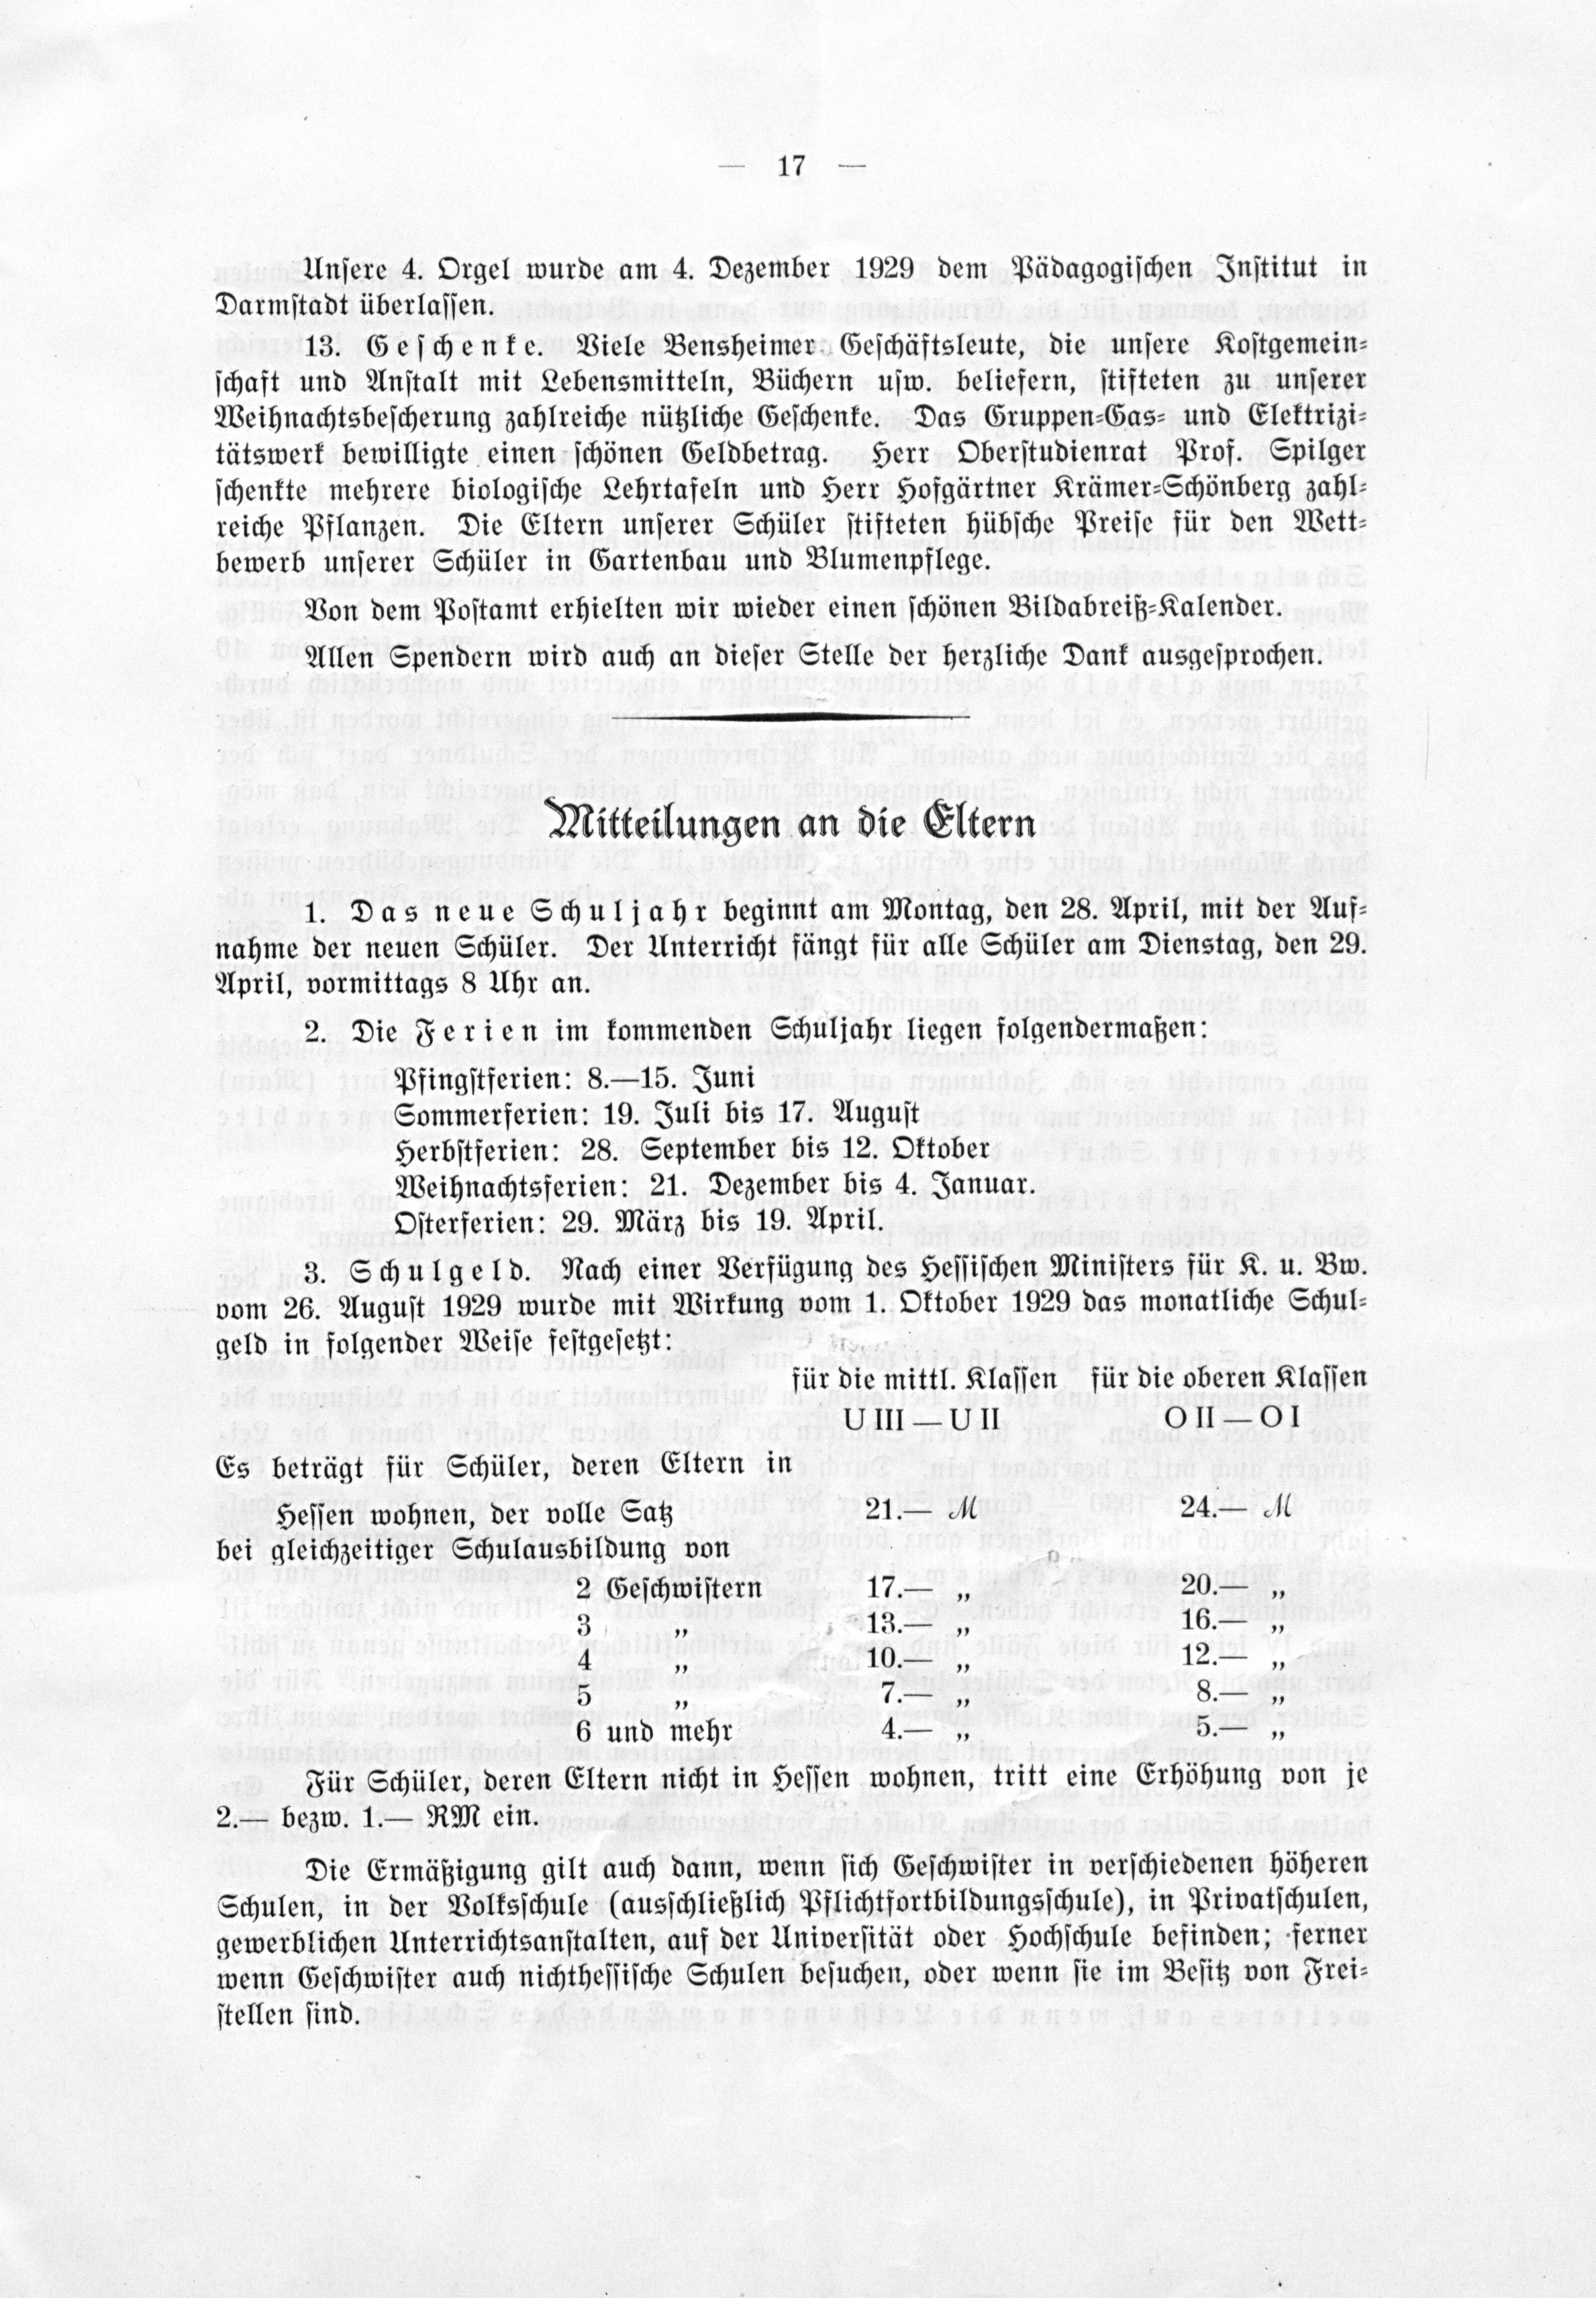 — 17 —
Unsere 4. Orgel wurde am 4. Dezember 1929 dem Pädagogischen Institut in
Darmstadt überlassen.
13. Geschenke. Viele Bensheimer Geschäftsleute, die unsere Kostgemein-
schaft und Anstalt mit Lebensmitteln, Büchern usw. beliefern, stifteten zu unserer
Weihnachtsbescherung zahlreiche nützliche Geschenke. Das Gruppen-Gas- und Elektrizi-
tätswerk bewilligte einen schönen Geldbetrag. Herr Oberstudienrat Prof. Spilger
schenkte mehrere biologische Lehrtafeln und Herr Hofgärtner Krämer-Schönberg zahl-
reiche Pflanzen. Die Eltern unserer Schüler stifteten hübsche Preise für den Wett-
bewerb unserer Schüler in Gartenbau und Blumenpflege.
Von dem Postamt erhielten wir wieder einen schönen Bildabreiß-Kalender.
Allen Spendern wird auch an dieser Stelle der herzliche Dank ausgesprochen.
Mitteilungen an die Eltern
1. Das neue Schuljahr beginnt am Montag, den 28. April, mit der Auf-
nahme der neuen Schüler. Der Unterricht fängt für alle Schüler am Dienstag, den 29.
April, vormittags 8 Uhr an.
2. Die Ferien im kommenden Schuljahr liegen folgendermaßen:
Pfingstferien: 8.—15. Juni
Sommerferien: 19. Juli bis 17. August
Herbstferien: 28. September bis 12. Oktober
Weihnachtsferien: 21. Dezember bis 4. Januar.
Osterferien: 29. März bis 19. April.
3. Schulgeld. Nach einer Verfügung des Hessischen Ministers für K. u. Bw.
vom 26. August 1929 wurde mit Wirkung vom 1. Oktober 1929 das monatliche Schul-
geld in folgender Weise festgesetzt:
für die mittl. Klassen für die oberen Klassen
U III — U II O II — O I
Es beträgt für Schüler, deren Eltern in
Hessen wohnen, der volle Satz 21.— ℳ 24.— ℳ
bei gleichzeitiger Schulausbildung von
2 Geschwistern 17.— „ 20.— „
3 „ 13.— „ 16.— „
4 „ 10.— „ 12.— „
5 „ 7.— „ 8.— „
6 und mehr 4.— „ 5.— „
Für Schüler, deren Eltern nicht in Hessen wohnen, tritt eine Erhöhung von je
2.— bezw. 1.— RM ein.
Die Ermäßigung gilt auch dann, wenn sich Geschwister in verschiedenen höheren
Schulen, in der Volksschule (ausschließlich Pflichtfortbildungsschule), in Privatschulen,
gewerblichen Unterrichtsanstalten, auf der Universität oder Hochschule befinden; ferner
wenn Geschwister auch nichthessische Schulen besuchen, oder wenn sie im Besitz von Frei-
stellen sind.